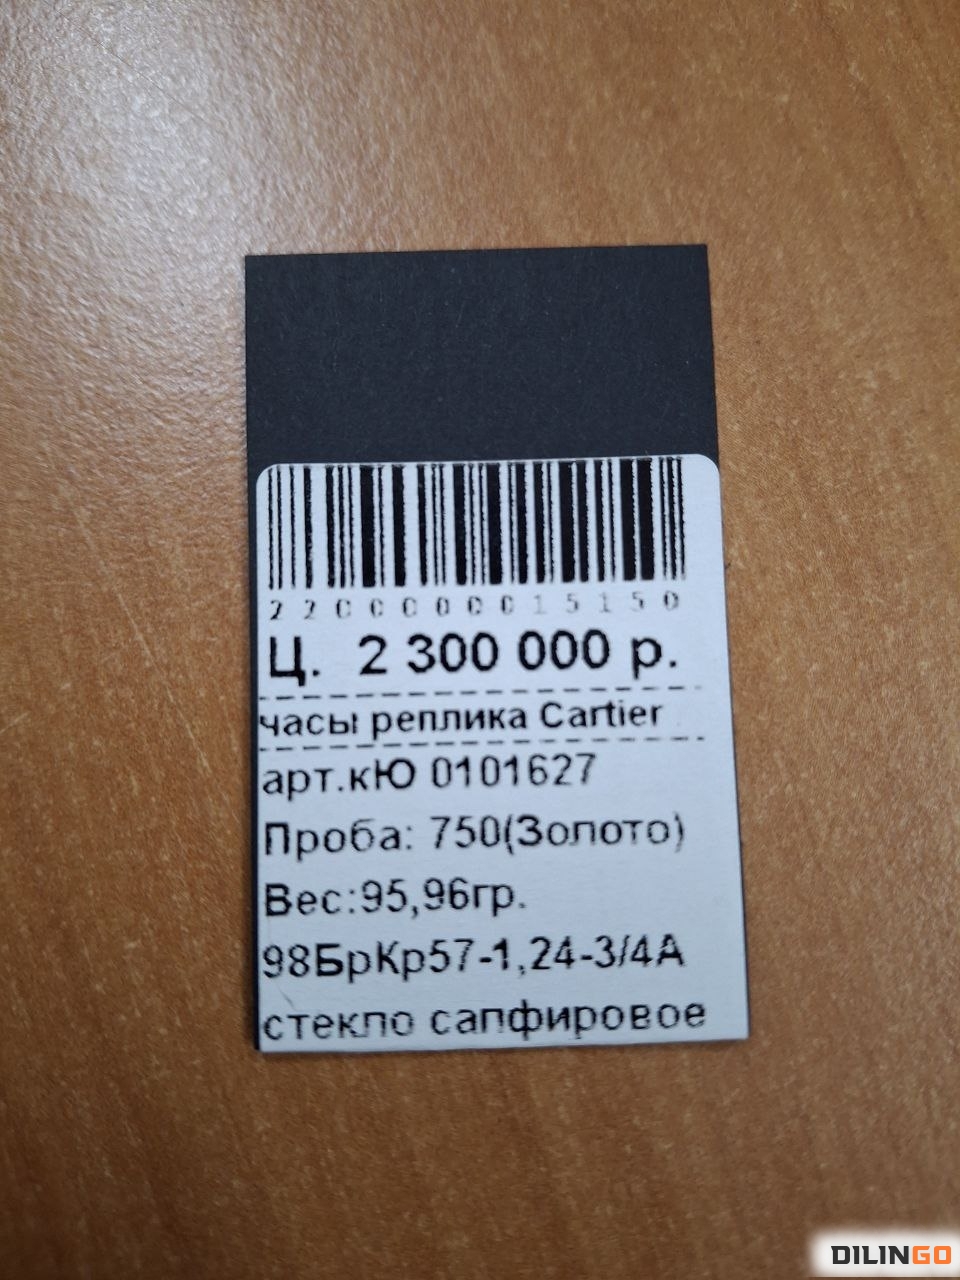 2200000015150
Ц. 2 300 000 р.
часы реплика Cartier
арт.кЮ 0101627
Проба: 750(Золото)
Вес:95,96гр.
98БрКр57-1,24-3/4А
стекло сапфировое
DILINGO